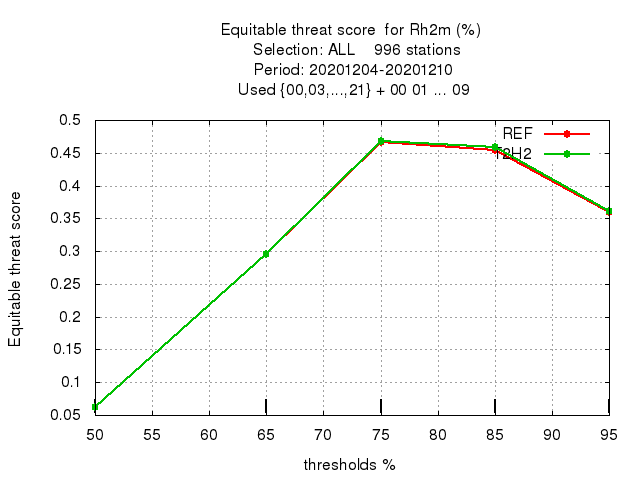 Equitable threat score for Rh2m (%)
Selection: ALL 996 stations
Period: 20201204-20201210
Used {00,03,...,21} + 00 01 ... 09
Equitable threat score
0.5
0.45
0.4
0.35
0.3
0.25
0.2
0.15
0.1
0.05
REF
50 55 60 65 70 75 80 85 90 95
thresholds %